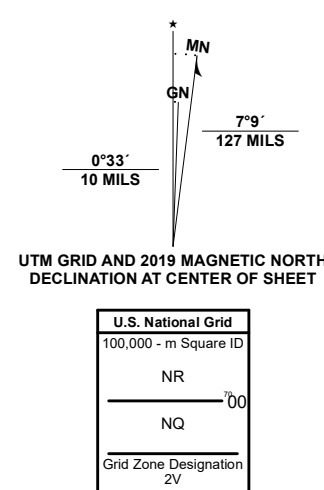 ★
MN
GN
7°9´
127 MILS
0°33´
10 MILS
UTM GRID AND 2019 MAGNETIC NORTH
DECLINATION AT CENTER OF SHEET
U.S. National Grid
100,000 - m Square ID
NR
7000
NQ
Grid Zone Designation
2V